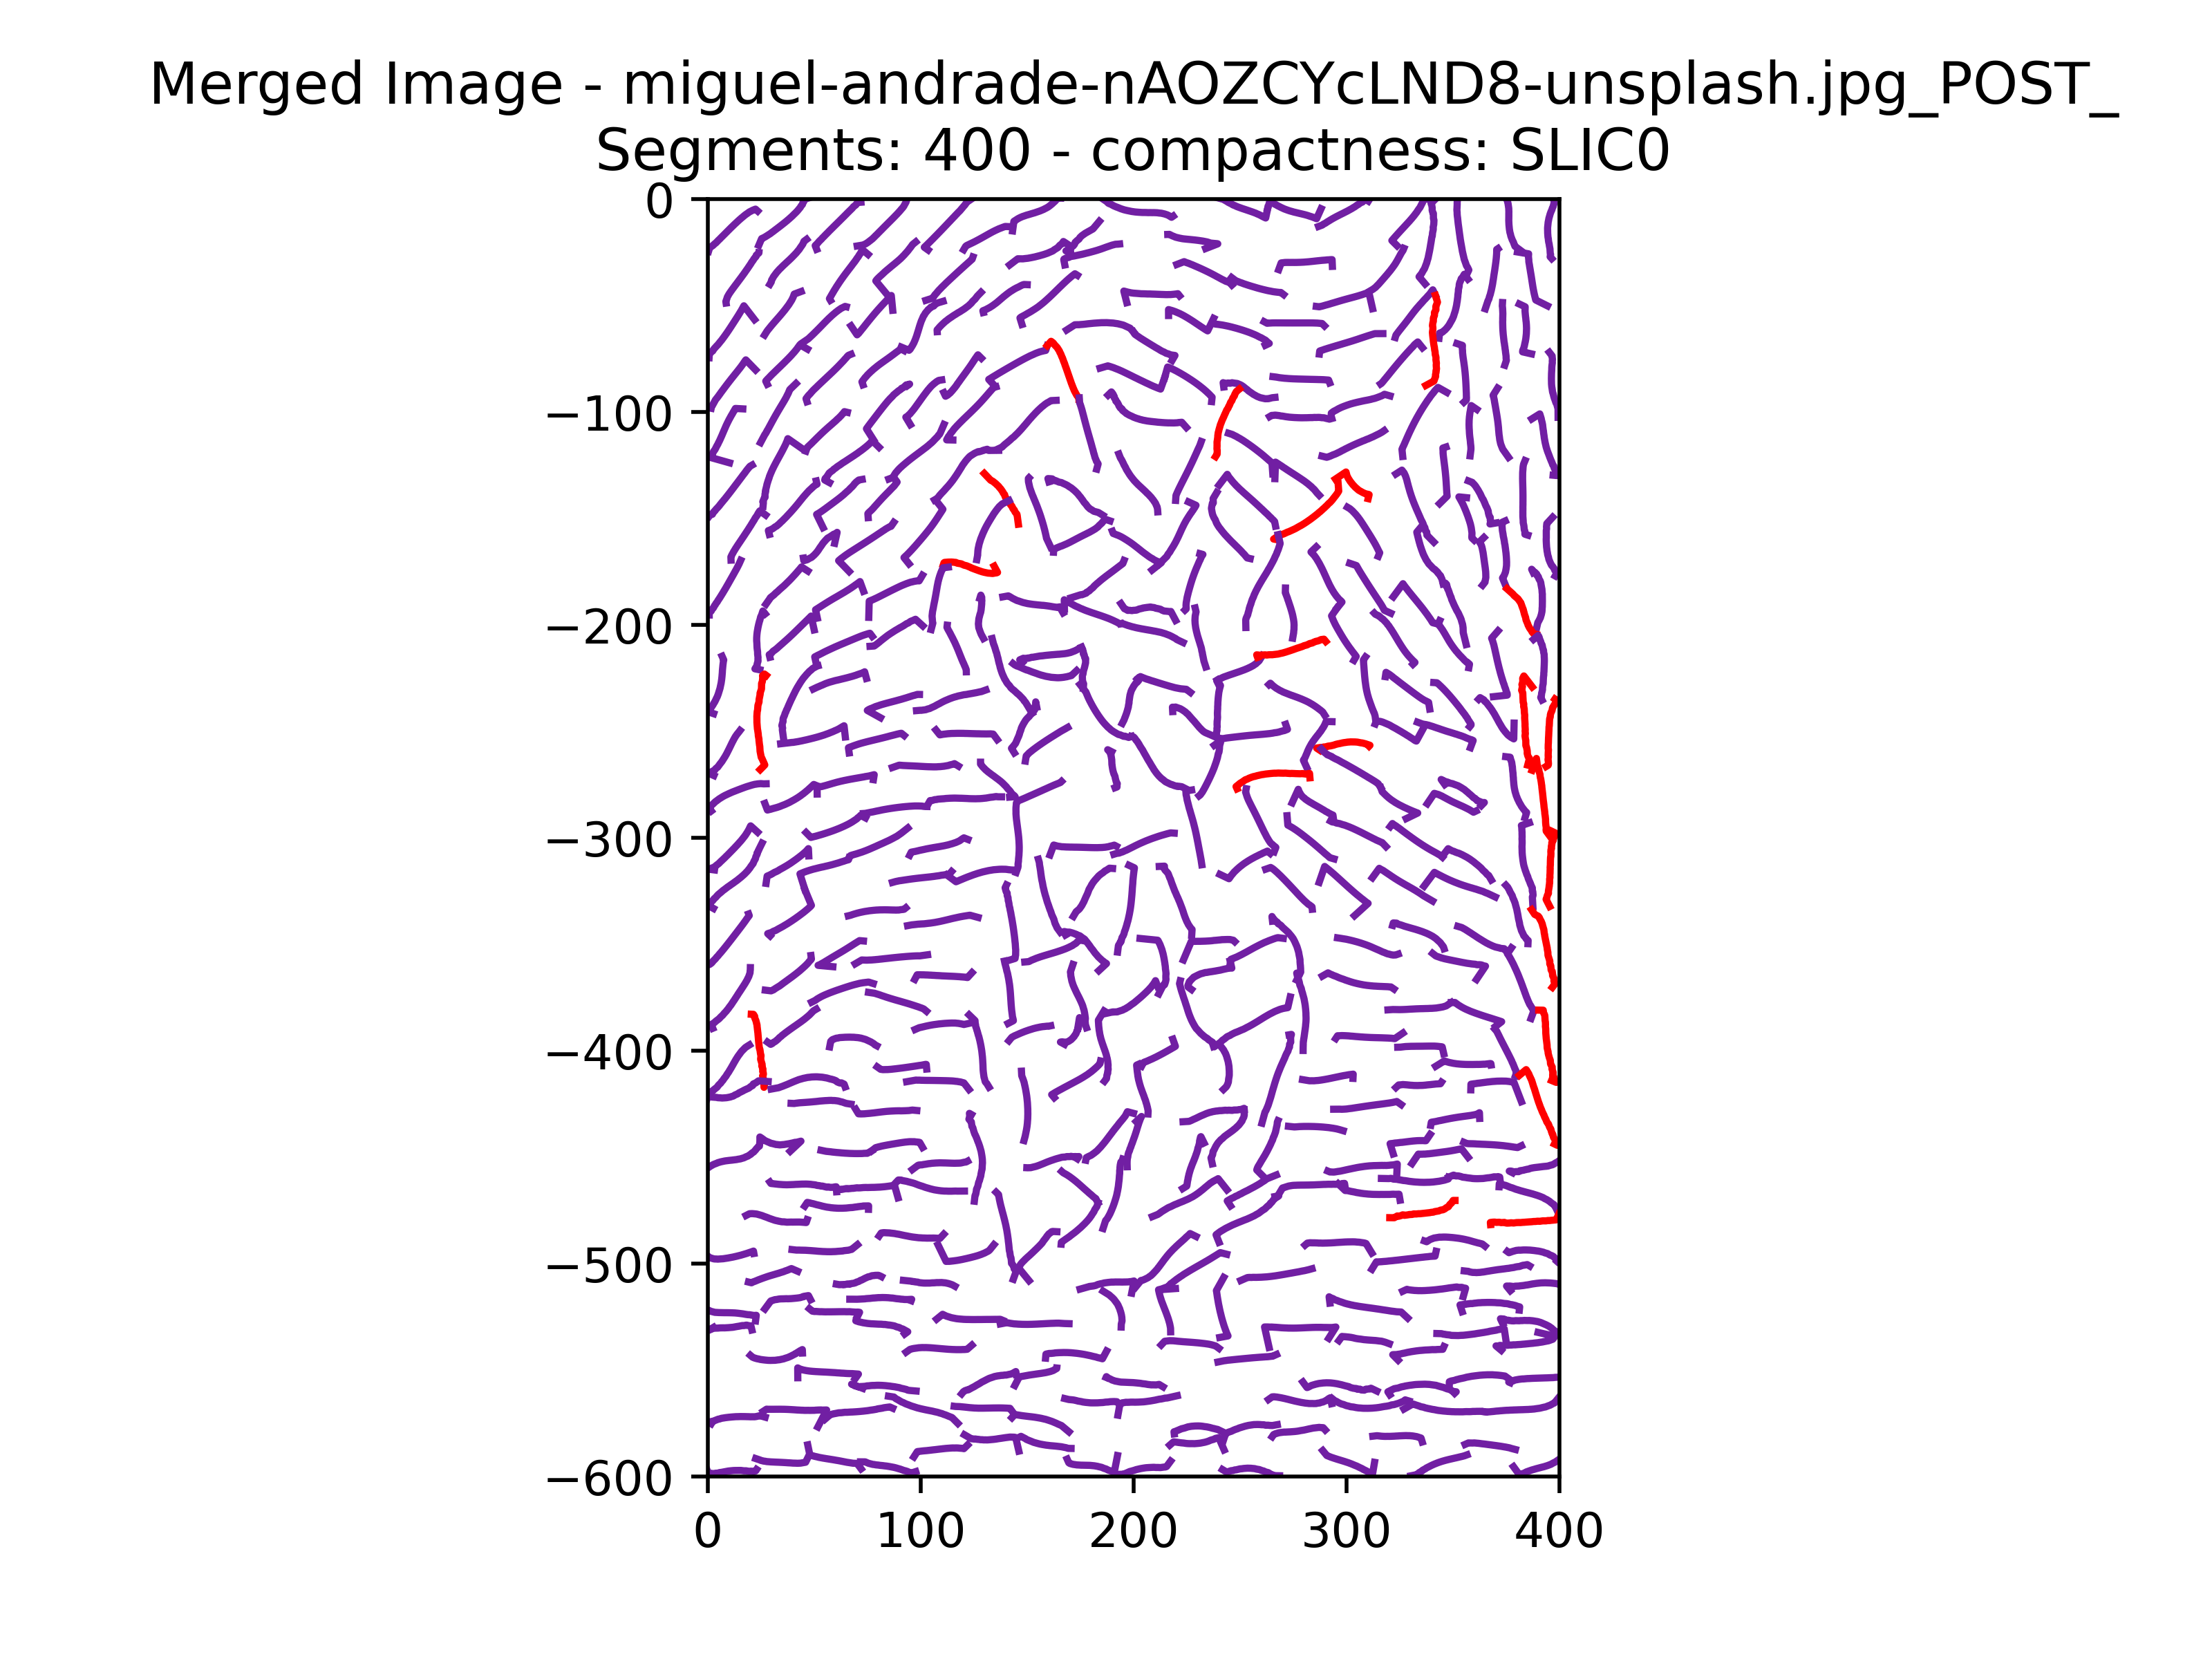 Merged Image - miguel-andrade-nAOZCYcLND8-unsplash.jpg_POST_
Segments: 400 - compactness: SLIC0
0
−100
−200
−300
−400
−500
−600
0 100 200 300 400